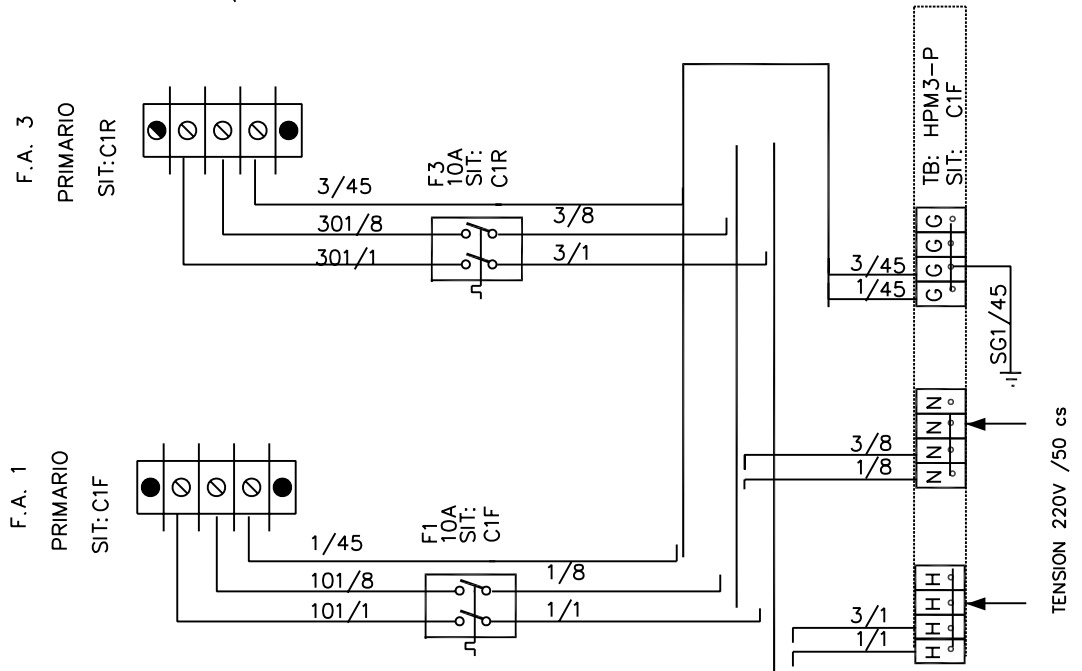 F.A. 3
PRIMARIO
SIT:C1R
3/45
301/8
301/1
F3
10A
SIT:
C1R
3/8
3/1
TB: HPM3-P
SIT: C1F
G
G
G
G
3/45
1/45
SG1/45
F.A. 1
PRIMARIO
SIT:C1F
1/45
101/8
101/1
F1
10A
SIT:
C1F
1/8
1/1
N
N
N
N
3/8
1/8
H
H
H
H
3/1
1/1
TENSION 220V /50 cs